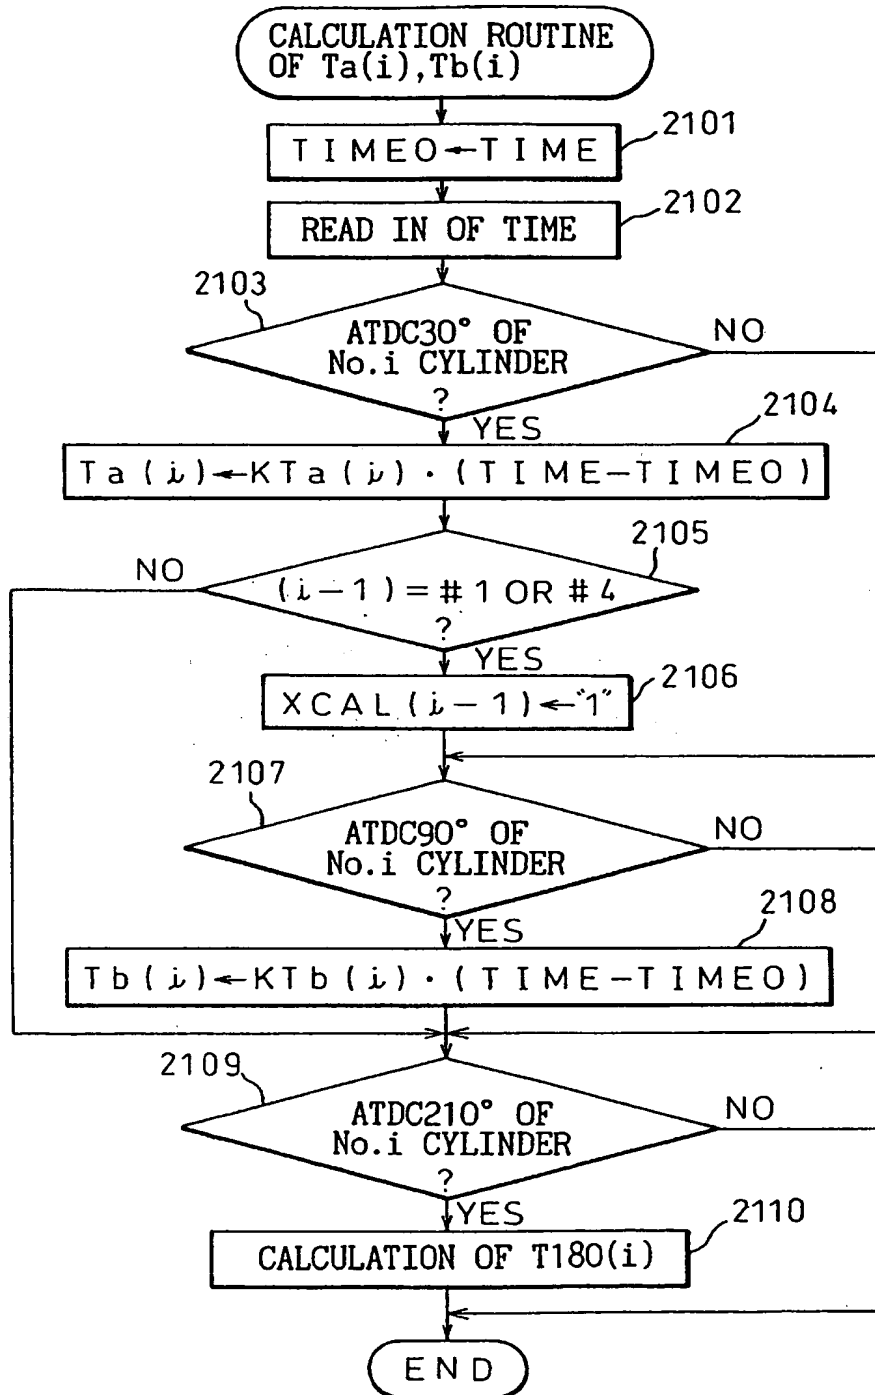 CALCULATION ROUTINE
OF Ta(i),Tb(i)
2101
TIMEO←TIME
2102
READ IN OF TIME
2103
ATDC30° OF
No.i CYLINDER
?
NO
YES
2104
Ta(i)←KTa(i)·(TIME-TIMEO)
2105
NO
(i-1)=#1 OR #4
?
YES
2106
XCAL(i-1)←"1"
2107
ATDC90° OF
No.i CYLINDER
?
NO
YES
2108
Tb(i)←KTb(i)·(TIME-TIMEO)
2109
ATDC210° OF
No.i CYLINDER
?
NO
YES
2110
CALCULATION OF T180(i)
END